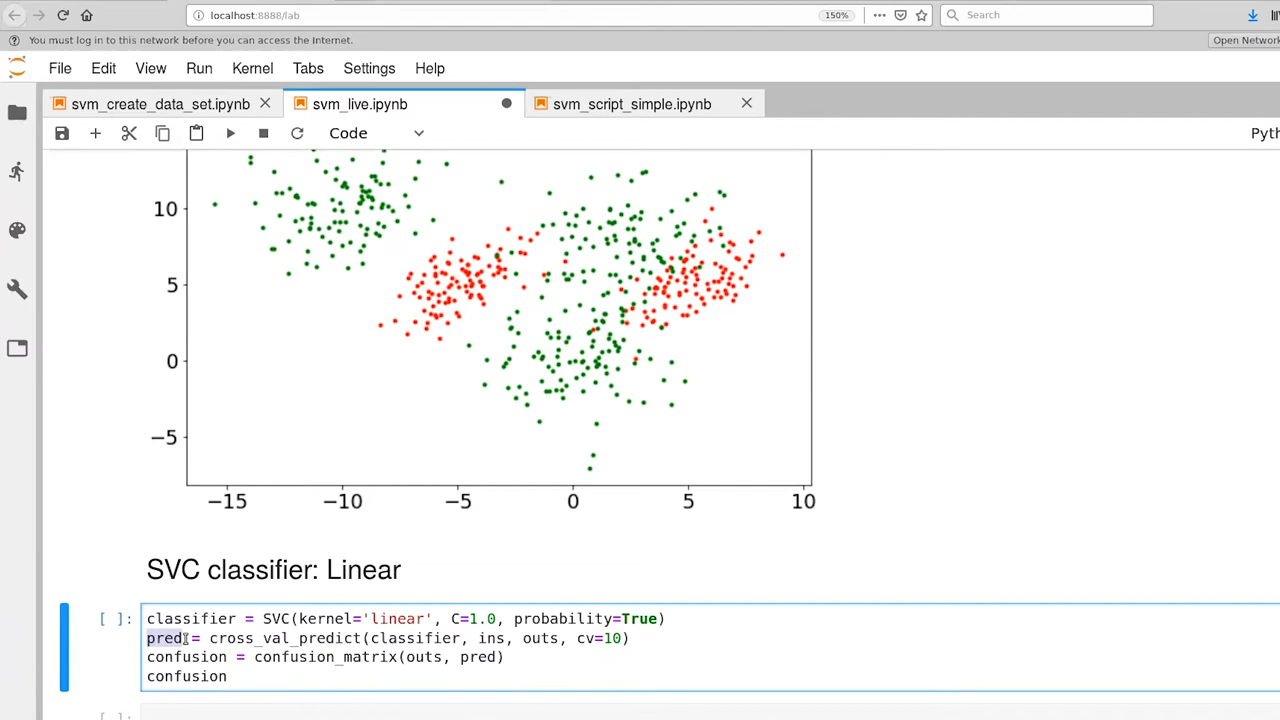 localhost:8888/lab 150% Search
You must log in to this network before you can access the Internet. Open Network
File Edit View Run Kernel Tabs Settings Help
svm_create_data_set.ipynb svm_live.ipynb svm_script_simple.ipynb
Code Pyth
10
5
0
−5
−15 −10 −5 0 5 10
SVC classifier: Linear
[ ]: classifier = SVC(kernel='linear', C=1.0, probability=True)
pred = cross_val_predict(classifier, ins, outs, cv=10)
confusion = confusion_matrix(outs, pred)
confusion
[ ]: